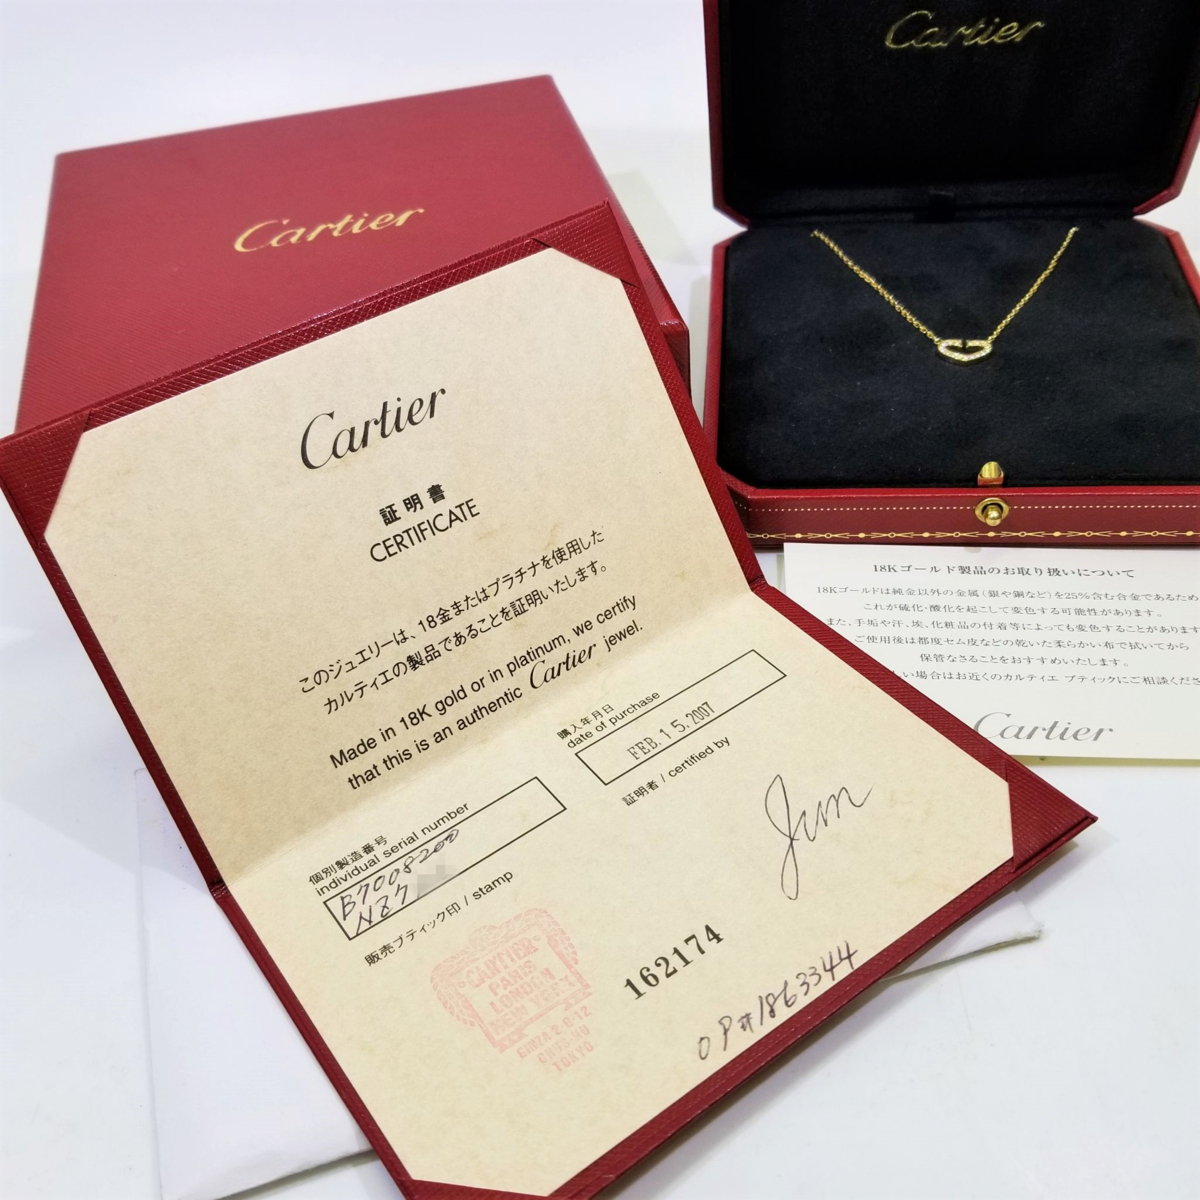 Cartier
Cartier
Cartier
証明書
CERTIFICATE
このジュエリーは、18金またはプラチナを使用した
カルティエの製品であることを証明いたします。
Made in 18K gold or in platinum, we certify
that this is an authentic Cartier jewel.
購入年月日
date of purchase
FEB. 15. 2007
証明者 / certified by
個別製造番号
individual serial number
B7008200
NZ7
販売ブティック印 / stamp
CARTIER
PARIS
LONDON
NEW YORK
GINZA-2-6-12
CHUO-KU
TOKYO
162174
OP#1863344
18Kゴールド製品のお取り扱いについて
18Kゴールドは純金以外の金属(銀や銅など)を25%含む合金であるため
これが硫化・酸化を起こして変色する可能性があります。
また、手垢や汗、埃、化粧品の付着等によっても変色することがあります
ご使用後は都度セム皮などの乾いた柔らかい布で拭いてから
保管なさることをおすすめいたします。
い場合はお近くのカルティエ ブティックにご相談くださ
Cartier